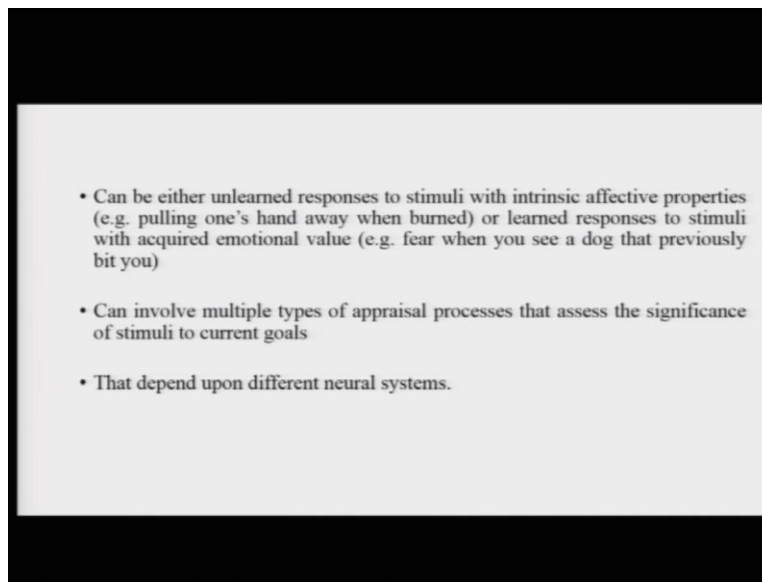 • Can be either unlearned responses to stimuli with intrinsic affective properties
(e.g. pulling one's hand away when burned) or learned responses to stimuli
with acquired emotional value (e.g. fear when you see a dog that previously
bit you)
• Can involve multiple types of appraisal processes that assess the significance
of stimuli to current goals
• That depend upon different neural systems.